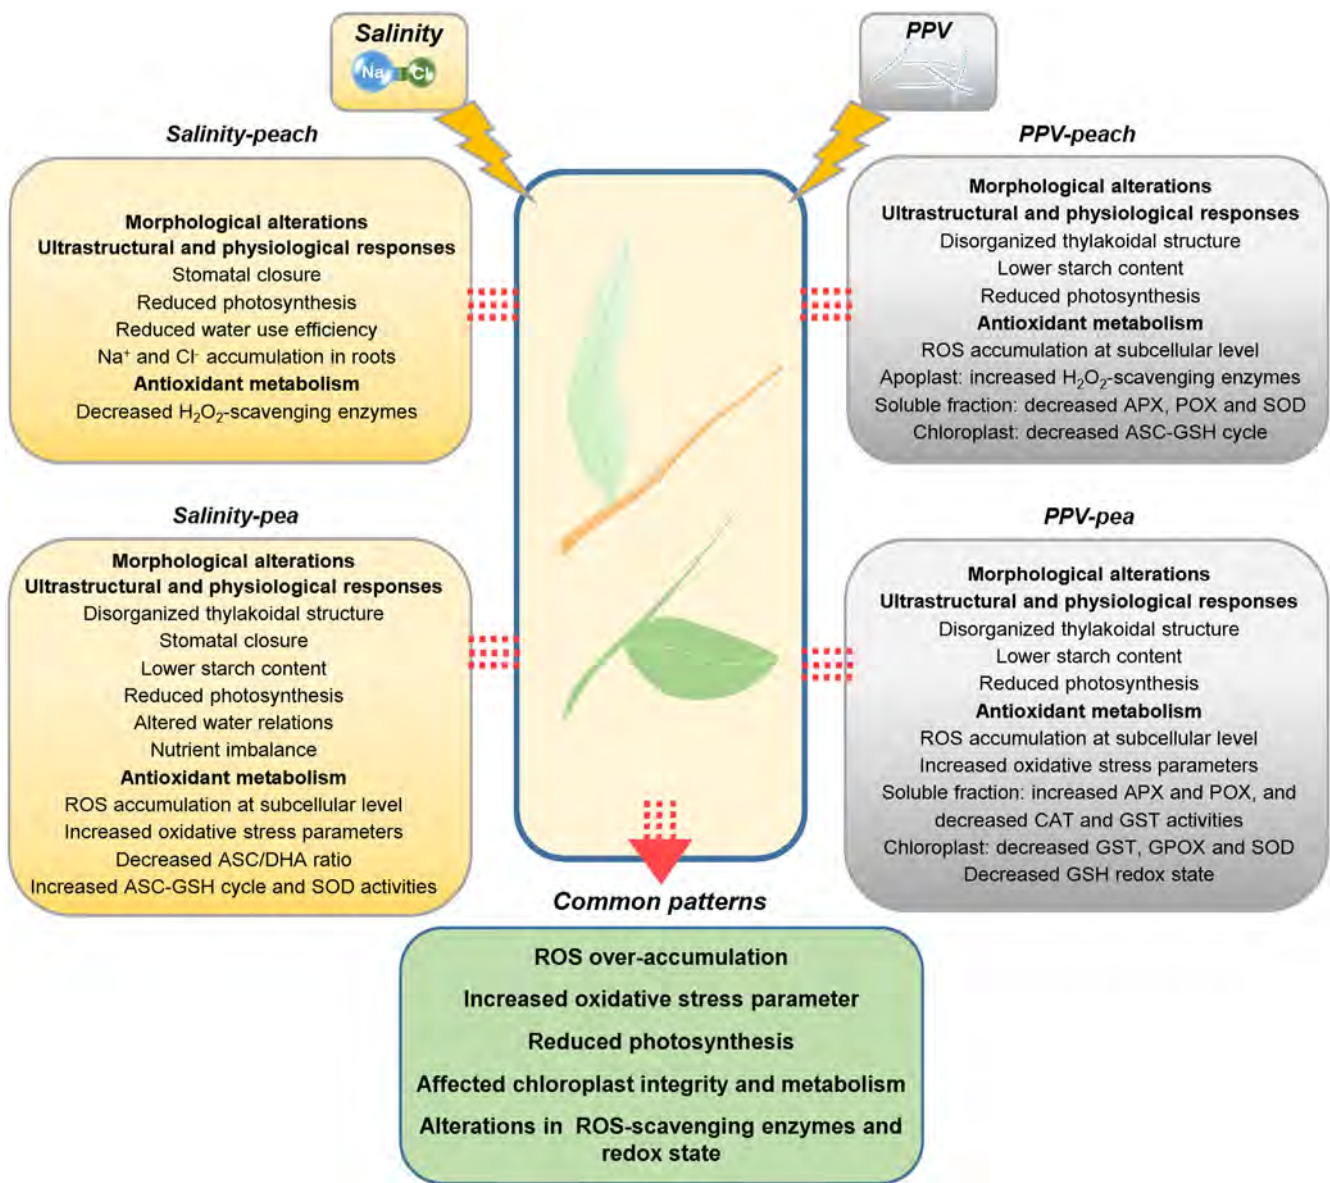 Salinity
Na
Cl
PPV
Salinity-peach
Morphological alterations
Ultrastructural and physiological responses
Stomatal closure
Reduced photosynthesis
Reduced water use efficiency
Na⁺ and Cl⁻ accumulation in roots
Antioxidant metabolism
Decreased H₂O₂-scavenging enzymes
PPV-peach
Morphological alterations
Ultrastructural and physiological responses
Disorganized thylakoidal structure
Lower starch content
Reduced photosynthesis
Antioxidant metabolism
ROS accumulation at subcellular level
Apoplast: increased H₂O₂-scavenging enzymes
Soluble fraction: decreased APX, POX and SOD
Chloroplast: decreased ASC-GSH cycle
Salinity-pea
Morphological alterations
Ultrastructural and physiological responses
Disorganized thylakoidal structure
Stomatal closure
Lower starch content
Reduced photosynthesis
Altered water relations
Nutrient imbalance
Antioxidant metabolism
ROS accumulation at subcellular level
Increased oxidative stress parameters
Decreased ASC/DHA ratio
Increased ASC-GSH cycle and SOD activities
PPV-pea
Morphological alterations
Ultrastructural and physiological responses
Disorganized thylakoidal structure
Lower starch content
Reduced photosynthesis
Antioxidant metabolism
ROS accumulation at subcellular level
Increased oxidative stress parameters
Soluble fraction: increased APX and POX, and
decreased CAT and GST activities
Chloroplast: decreased GST, GPOX and SOD
Decreased GSH redox state
Common patterns
ROS over-accumulation
Increased oxidative stress parameter
Reduced photosynthesis
Affected chloroplast integrity and metabolism
Alterations in ROS-scavenging enzymes and
redox state